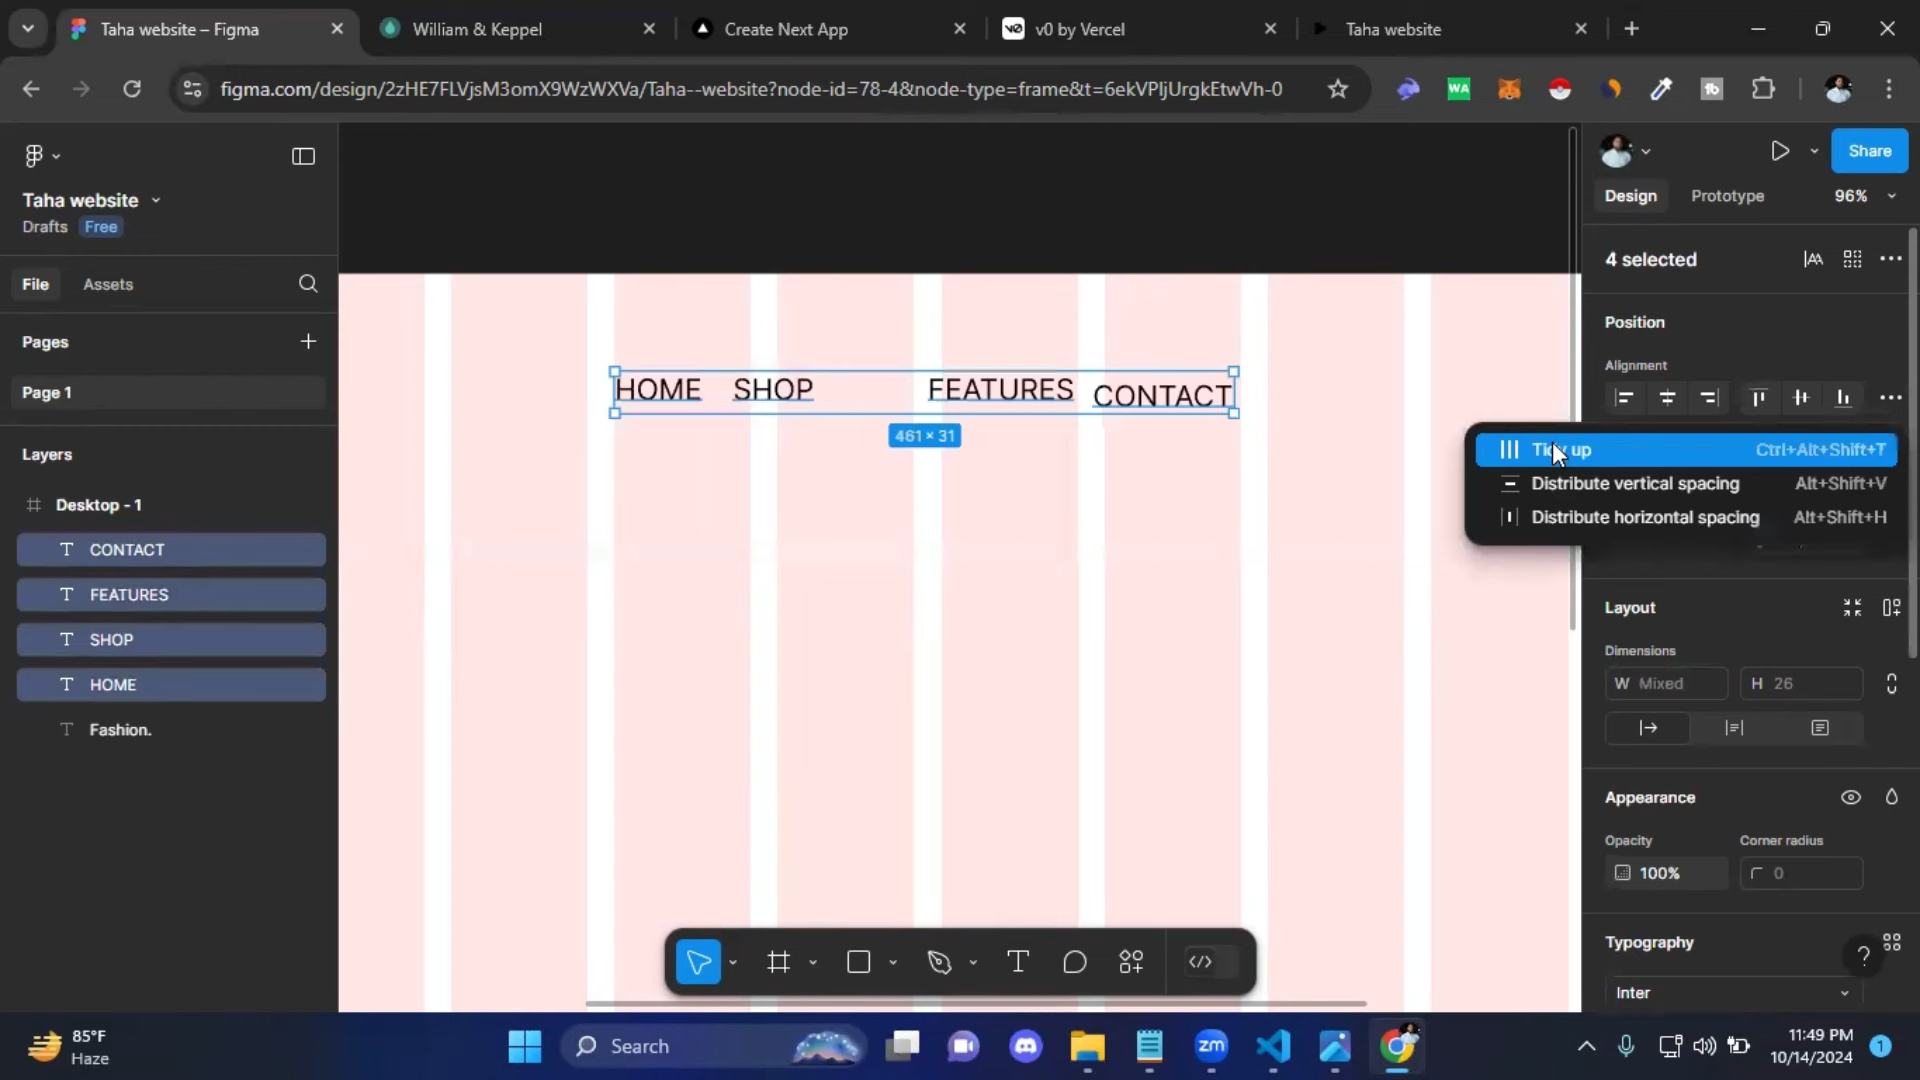 Taha website – Figma
William & Keppel
Create Next App
v0 by Vercel
Taha website
figma.com/design/2zHE7FLVjsM3omX9WzWXVa/Taha--website?node-id=78-4&node-type=frame&t=6ekVPljUrgkEtwVh-0
WA
Taha website
Drafts Free
File Assets
Pages
Page 1
Layers
Desktop - 1
CONTACT
FEATURES
SHOP
HOME
Fashion.
HOME SHOP FEATURES CONTACT
461 × 31
Share
Design Prototype 96%
4 selected
Position
Alignment
Tidy up Ctrl+Alt+Shift+T
Distribute vertical spacing Alt+Shift+V
Distribute horizontal spacing Alt+Shift+H
Layout
Dimensions
W Mixed H 26
Appearance
Opacity Corner radius
100% 0
Typography
?
Inter
85°F
Haze
Search
zm
11:49 PM
10/14/2024
1